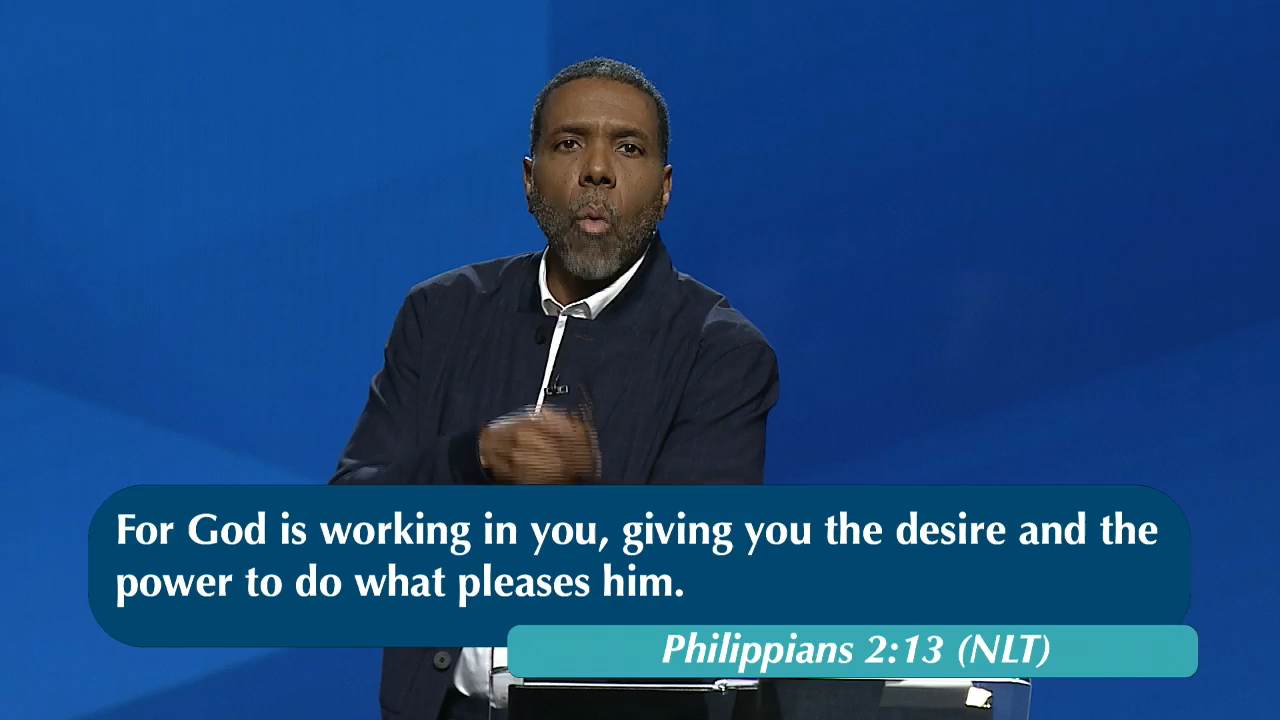 For God is working in you, giving you the desire and the
power to do what pleases him.
Philippians 2:13 (NLT)